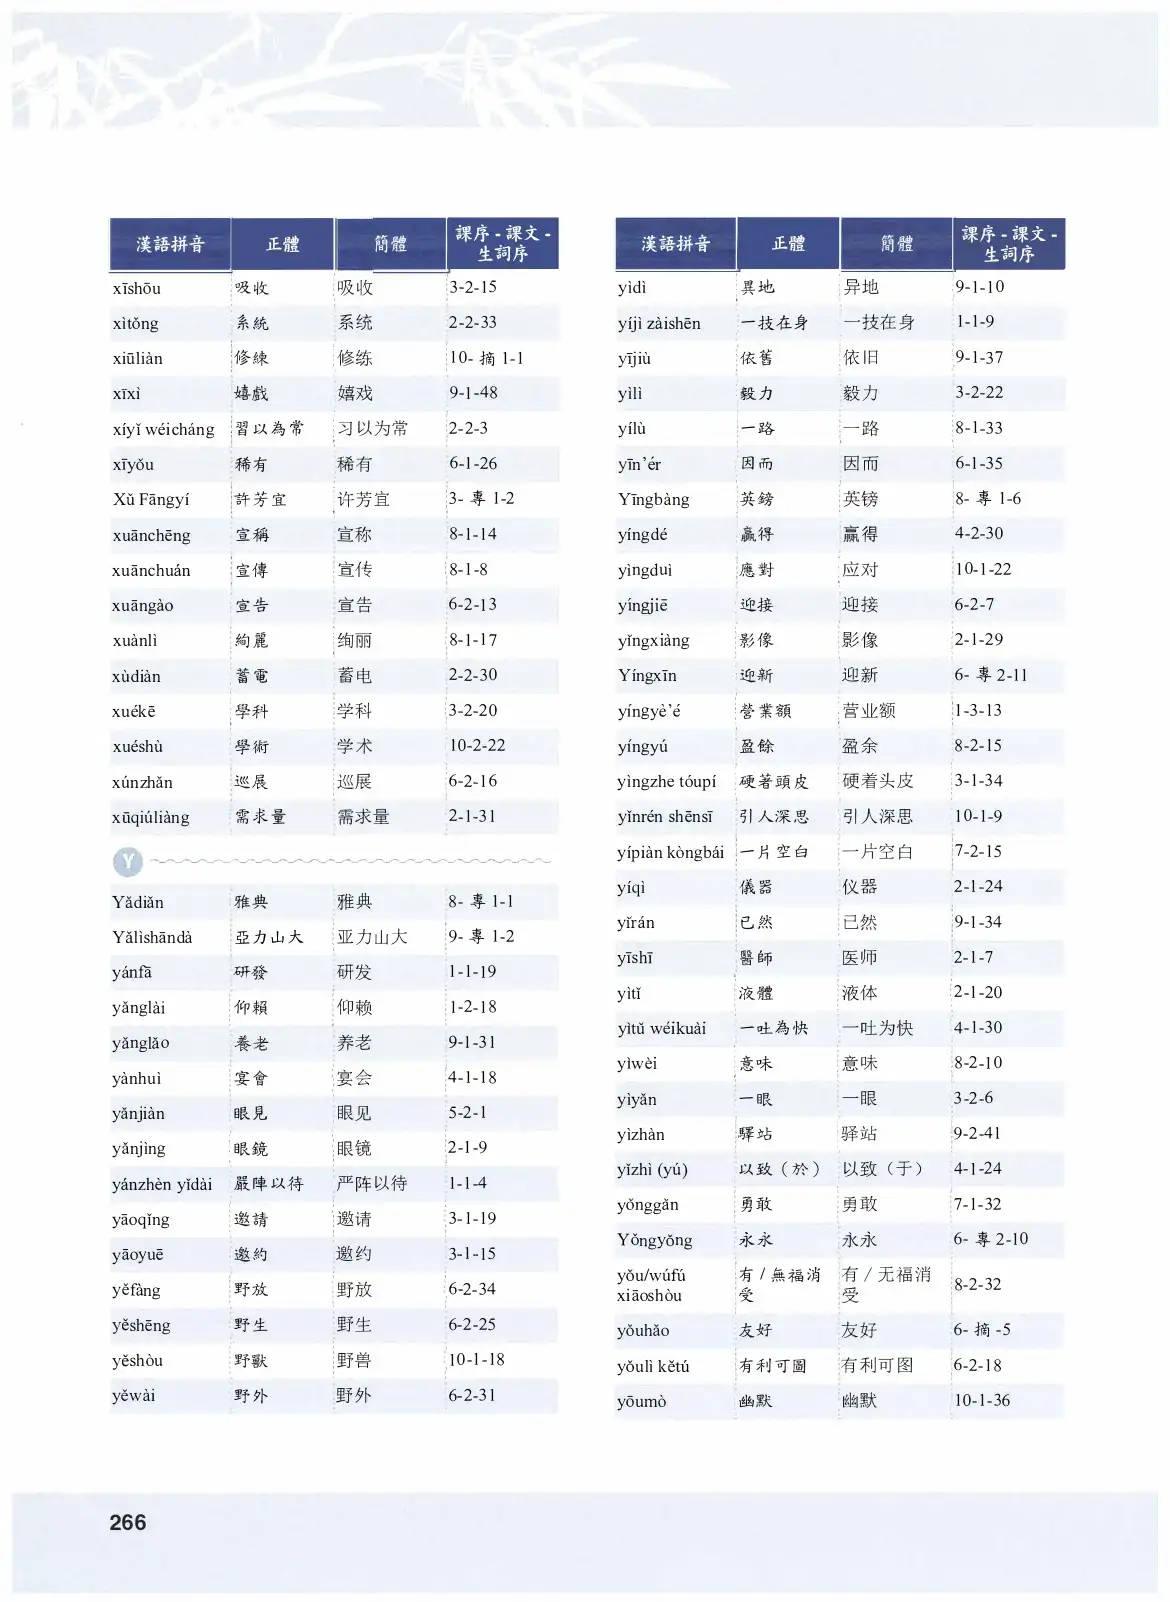 漢語拼音 正體 簡體 課序 - 課文 -
生詞序
xīshōu 吸收 吸收 3-2-15
xìtǒng 系統 系统 2-2-33
xiūliàn 修練 修练 10- 摘 1-1
xīxì 嬉戲 嬉戏 9-1-48
xíyǐ wéicháng 習以為常 习以为常 2-2-3
xīyǒu 稀有 稀有 6-1-26
Xǔ Fāngyí 許芳宜 许芳宜 3- 專 1-2
xuānchēng 宣稱 宣称 8-1-14
xuānchuán 宣傳 宣传 8-1-8
xuāngào 宣告 宣告 6-2-13
xuànlì 絢麗 绚丽 8-1-17
xùdiàn 蓄電 蓄电 2-2-30
xuékē 學科 学科 3-2-20
xuéshù 學術 学术 10-2-22
xúnzhǎn 巡展 巡展 6-2-16
xūqiúliàng 需求量 需求量 2-1-31
Y
Yǎdiǎn 雅典 雅典 8- 專 1-1
Yǎlìshāndà 亞力山大 亚力山大 9- 專 1-2
yánfā 研發 研发 1-1-19
yǎnglài 仰賴 仰赖 1-2-18
yǎnglǎo 養老 养老 9-1-31
yànhuì 宴會 宴会 4-1-18
yǎnjiàn 眼見 眼见 5-2-1
yǎnjìng 眼鏡 眼镜 2-1-9
yánzhèn yǐdài 嚴陣以待 严阵以待 1-1-4
yāoqǐng 邀請 邀请 3-1-19
yāoyuē 邀約 邀约 3-1-15
yěfàng 野放 野放 6-2-34
yěshēng 野生 野生 6-2-25
yěshòu 野獸 野兽 10-1-18
yěwài 野外 野外 6-2-31
漢語拼音 正體 簡體 課序 - 課文 -
生詞序
yìdì 異地 异地 9-1-10
yíjì zàishēn 一技在身 一技在身 1-1-9
yījiù 依舊 依旧 9-1-37
yìlì 毅力 毅力 3-2-22
yílù 一路 一路 8-1-33
yīn’ér 因而 因而 6-1-35
Yīngbàng 英鎊 英镑 8- 專 1-6
yíngdé 贏得 赢得 4-2-30
yìngduì 應對 应对 10-1-22
yíngjiē 迎接 迎接 6-2-7
yǐngxiàng 影像 影像 2-1-29
Yíngxīn 迎新 迎新 6- 專 2-11
yíngyè’é 營業額 营业额 1-3-13
yíngyú 盈餘 盈余 8-2-15
yìngzhe tóupí 硬著頭皮 硬着头皮 3-1-34
yǐnrén shēnsī 引人深思 引人深思 10-1-9
yípiàn kòngbái 一片空白 一片空白 7-2-15
yíqì 儀器 仪器 2-1-24
yǐrán 已然 已然 9-1-34
yīshī 醫師 医师 2-1-7
yìtǐ 液體 液体 2-1-20
yìtǔ wéikuài 一吐為快 一吐为快 4-1-30
yìwèi 意味 意味 8-2-10
yìyǎn 一眼 一眼 3-2-6
yìzhàn 驛站 驿站 9-2-41
yǐzhì (yú) 以致（於） 以致（于） 4-1-24
yǒnggǎn 勇敢 勇敢 7-1-32
Yǒngyǒng 永永 永永 6- 專 2-10
yǒu/wúfú 有 / 無福消 有 / 无福消 8-2-32
xiāoshòu 受 受
yǒuhǎo 友好 友好 6- 摘 -5
yǒulì kětú 有利可圖 有利可图 6-2-18
yōumò 幽默 幽默 10-1-36
266